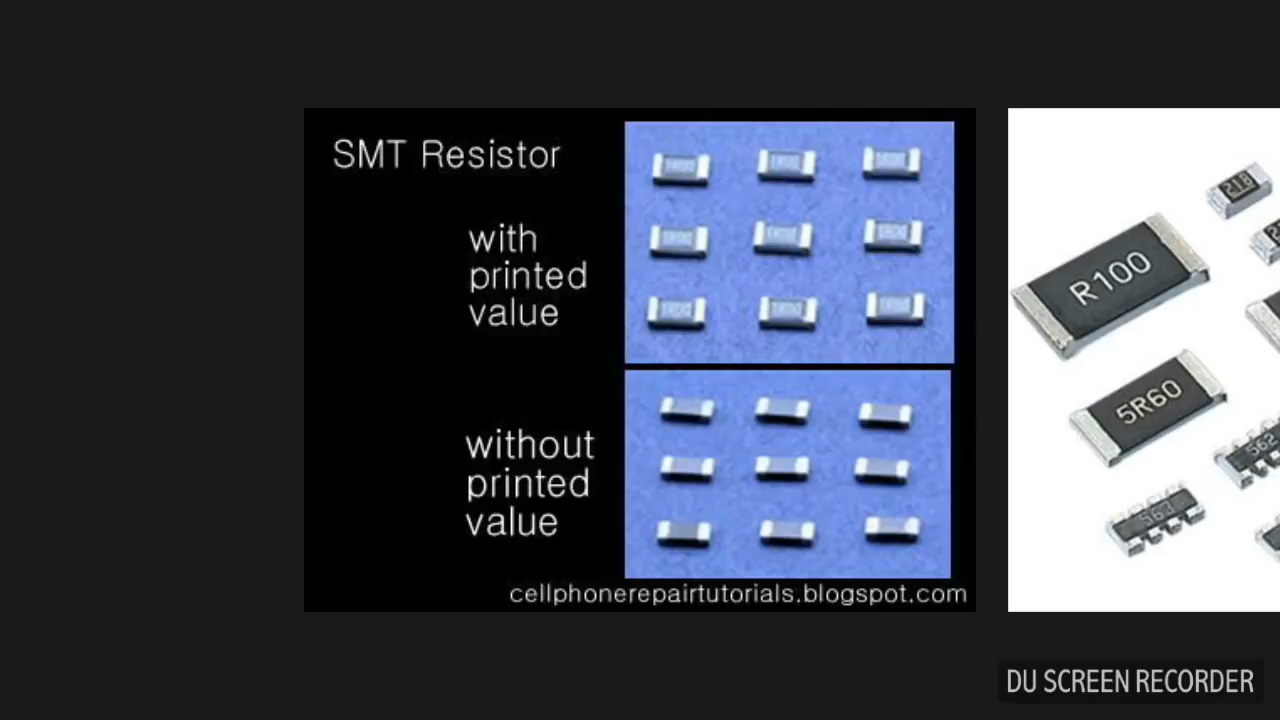 SMT Resistor
with
printed
value
without
printed
value
cellphonerepairtutorials.blogspot.com
R100
5R60
218
562
563
DU SCREEN RECORDER